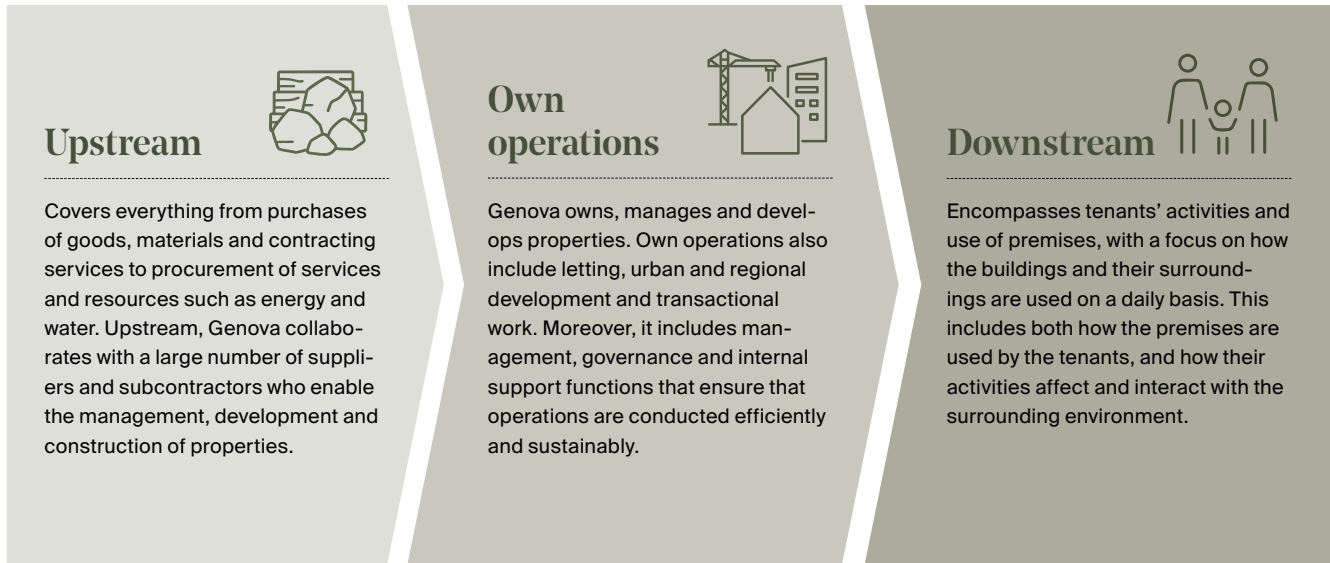 Upstream
Covers everything from purchases
of goods, materials and contracting
services to procurement of services
and resources such as energy and
water. Upstream, Genova collabo-
rates with a large number of suppli-
ers and subcontractors who enable
the management, development and
construction of properties.
Own
operations
Genova owns, manages and devel-
ops properties. Own operations also
include letting, urban and regional
development and transactional
work. Moreover, it includes man-
agement, governance and internal
support functions that ensure that
operations are conducted efficiently
and sustainably.
Downstream
Encompasses tenants’ activities and
use of premises, with a focus on how
the buildings and their surround-
ings are used on a daily basis. This
includes both how the premises are
used by the tenants, and how their
activities affect and interact with the
surrounding environment.